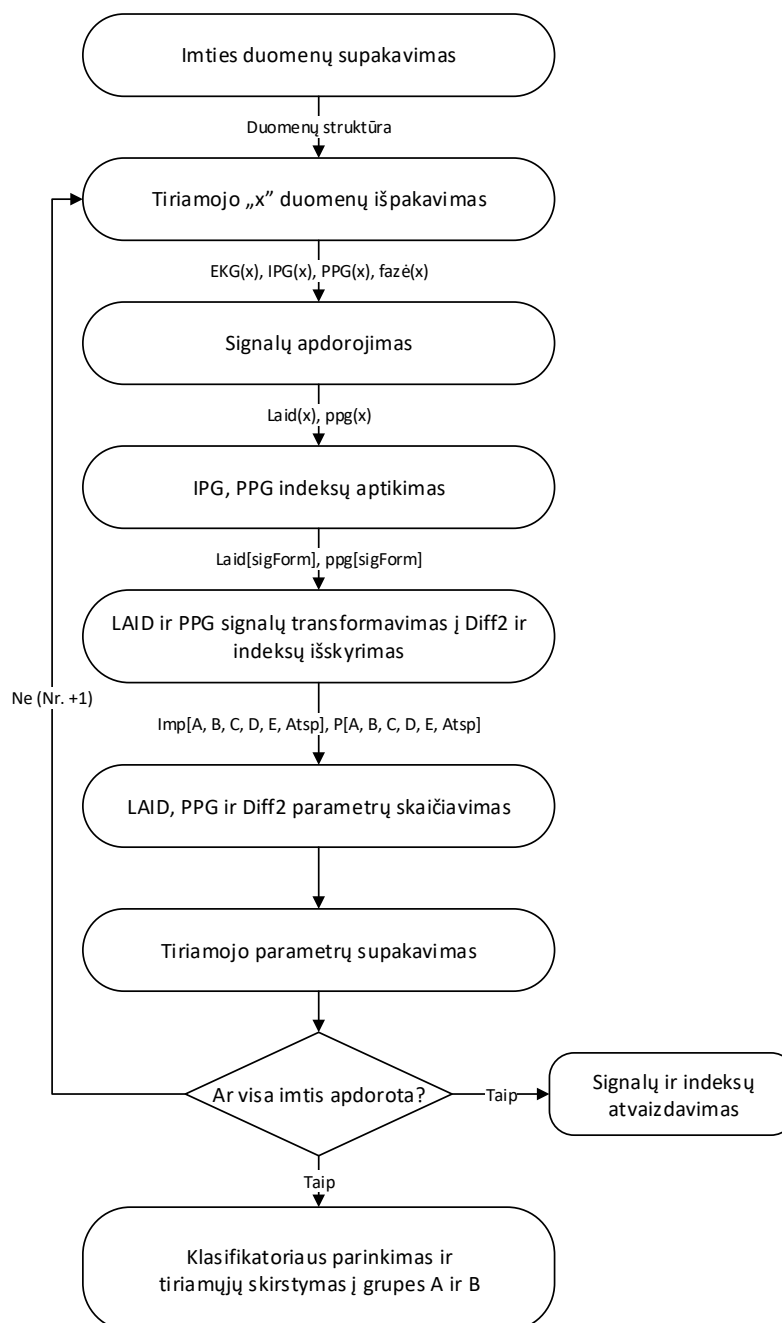 Imties duomenų supakavimas
Duomenų struktūra
Tiriamojo „x” duomenų išpakavimas
EKG(x), IPG(x), PPG(x), fazė(x)
Signalų apdorojimas
Laid(x), ppg(x)
IPG, PPG indeksų aptikimas
Laid[sigForm], ppg[sigForm]
LAID ir PPG signalų transformavimas į Diff2 ir
indeksų išskyrimas
Ne (Nr. +1)
Imp[A, B, C, D, E, Atsp], P[A, B, C, D, E, Atsp]
LAID, PPG ir Diff2 parametrų skaičiavimas
Tiriamojo parametrų supakavimas
Ar visa imtis apdorota?
Taip
Signalų ir indeksų
atvaizdavimas
Taip
Klasifikatoriaus parinkimas ir
tiriamųjų skirstymas į grupes A ir B